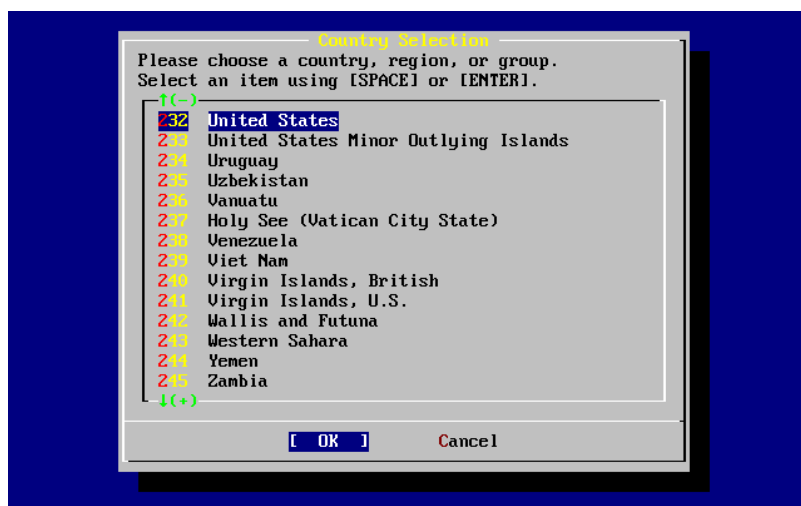 Country Selection
Please choose a country, region, or group.
Select an item using [SPACE] or [ENTER].
↑(-)
232 United States
233 United States Minor Outlying Islands
234 Uruguay
235 Uzbekistan
236 Vanuatu
237 Holy See (Vatican City State)
238 Venezuela
239 Viet Nam
240 Virgin Islands, British
241 Virgin Islands, U.S.
242 Wallis and Futuna
243 Western Sahara
244 Yemen
245 Zambia
↓(+)
[ OK ] Cancel